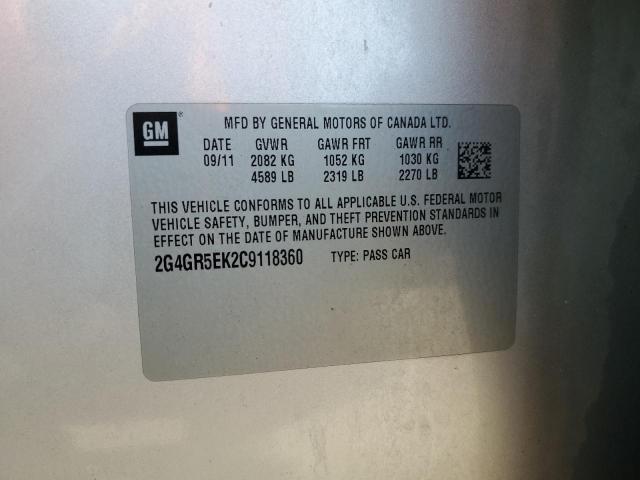 GM ®
MFD BY GENERAL MOTORS OF CANADA LTD.
DATE GVWR GAWR FRT GAWR RR
09/11 2082 KG 1052 KG 1030 KG
4589 LB 2319 LB 2270 LB
THIS VEHICLE CONFORMS TO ALL APPLICABLE U.S. FEDERAL MOTOR
VEHICLE SAFETY, BUMPER, AND THEFT PREVENTION STANDARDS IN
EFFECT ON THE DATE OF MANUFACTURE SHOWN ABOVE.
2G4GR5EK2C9118360 TYPE: PASS CAR